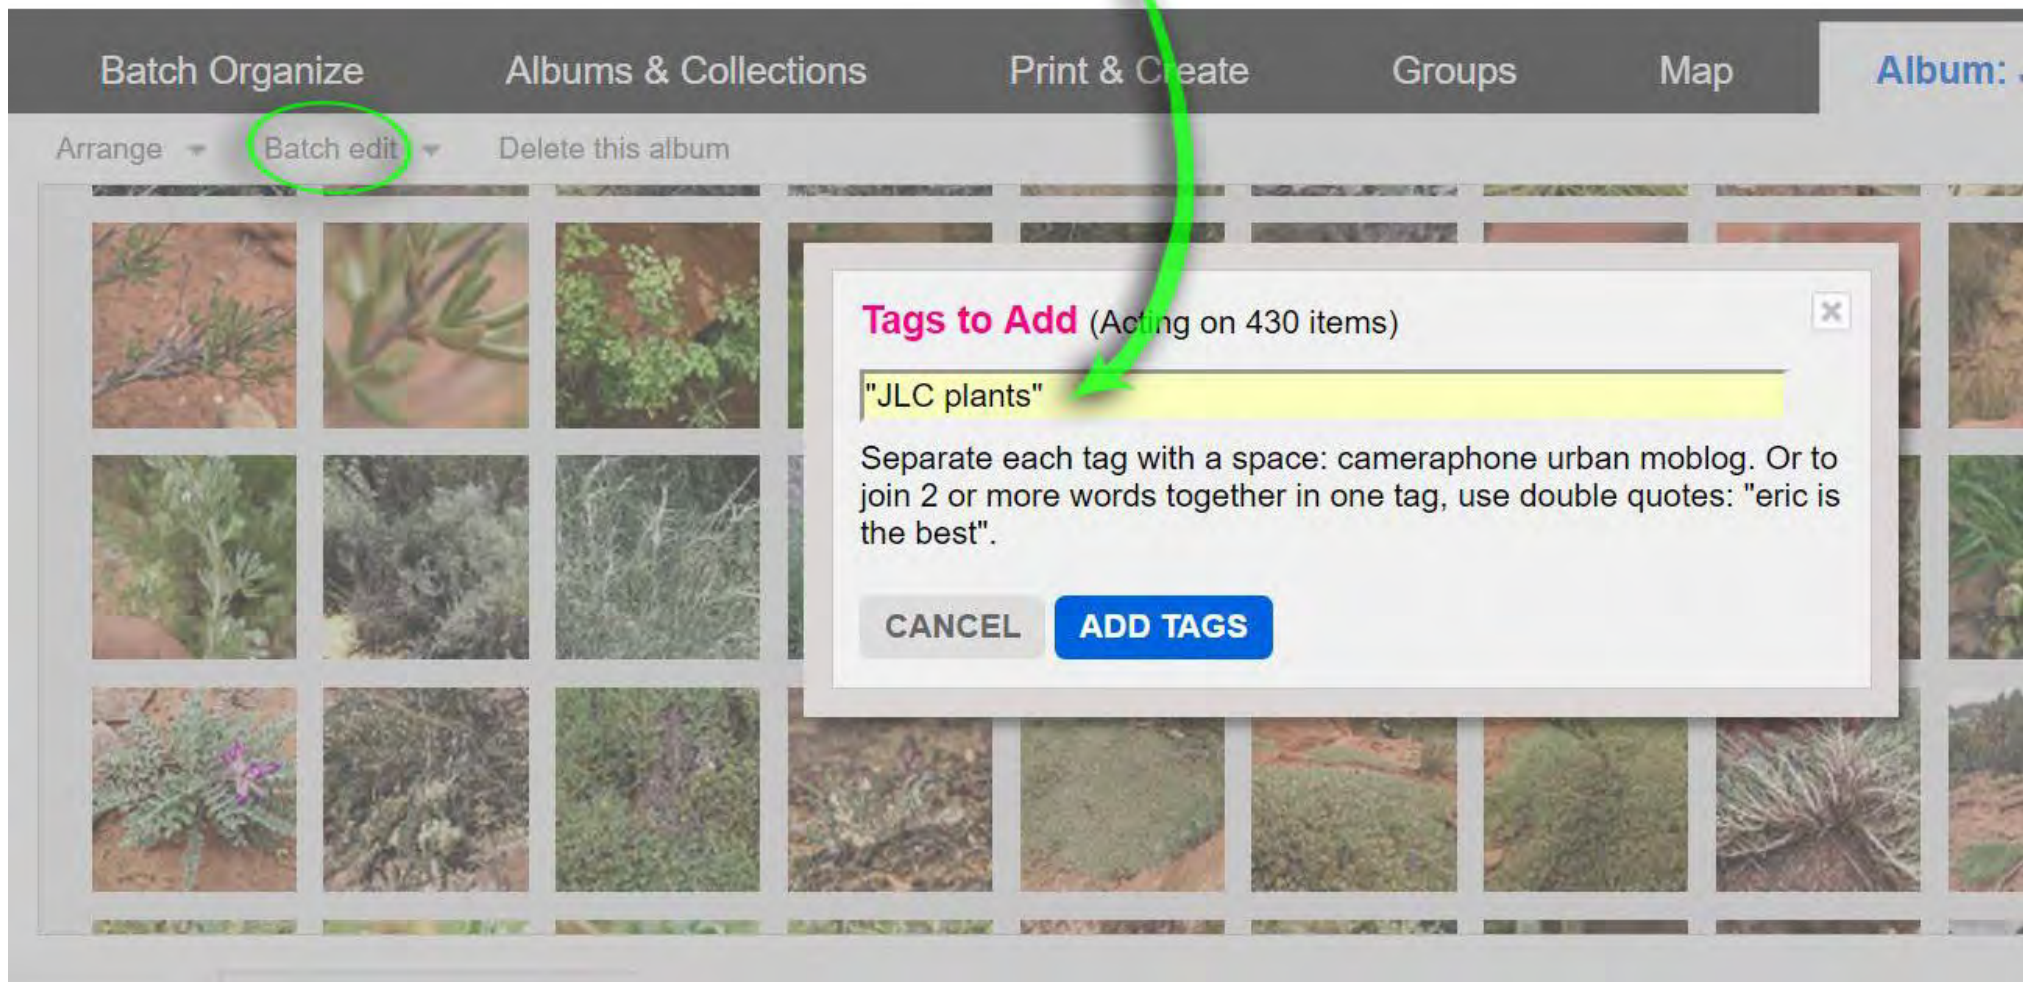 Batch Organize Albums & Collections Print & Create Groups Map Album:
Arrange Batch edit Delete this album
Tags to Add (Acting on 430 items)
"JLC plants"
Separate each tag with a space: cameraphone urban moblog. Or to
join 2 or more words together in one tag, use double quotes: "eric is
the best".
CANCEL ADD TAGS